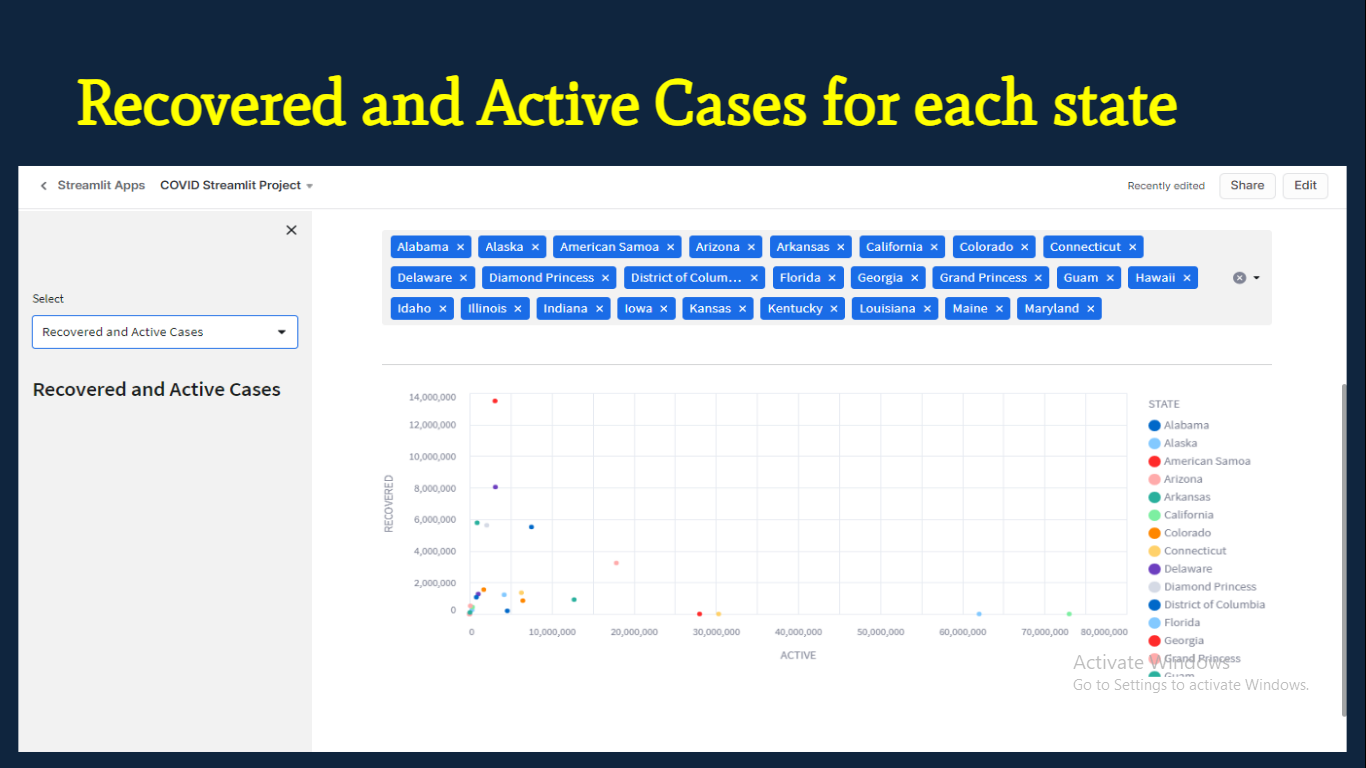 Recovered and Active Cases for each state
Streamlit Apps COVID Streamlit Project Recently edited Share Edit
Select
Recovered and Active Cases
Recovered and Active Cases
Alabama × Alaska × American Samoa × Arizona × Arkansas × California × Colorado × Connecticut ×
Delaware × Diamond Princess × District of Colum... × Florida × Georgia × Grand Princess × Guam × Hawaii ×
Idaho × Illinois × Indiana × Iowa × Kansas × Kentucky × Louisiana × Maine × Maryland ×
14,000,000
12,000,000
10,000,000
8,000,000
6,000,000
4,000,000
2,000,000
0
RECOVERED
0 10,000,000 20,000,000 30,000,000 40,000,000 50,000,000 60,000,000 70,000,000 80,000,000
ACTIVE
STATE
Alabama
Alaska
American Samoa
Arizona
Arkansas
California
Colorado
Connecticut
Delaware
Diamond Princess
District of Columbia
Florida
Georgia
Grand Princess
Guam
Activate Windows
Go to Settings to activate Windows.